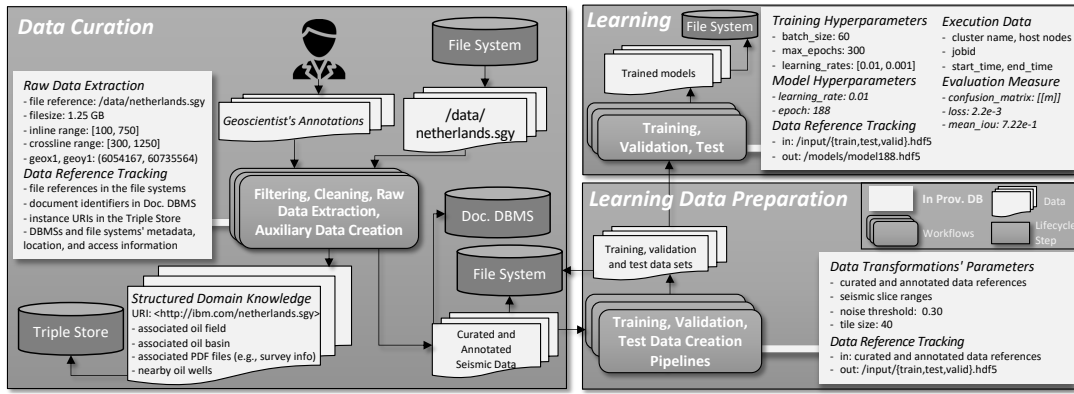 Data Curation
File System
Geoscientist's Annotations
/data/
netherlands.sgy
Raw Data Extraction
- file reference: /data/netherlands.sgy
- filesize: 1.25 GB
- inline range: [100, 750]
- crossline range: [300, 1250]
- geox1, geoy1: (6054167, 60735564)
Data Reference Tracking
- file references in the file systems
- document identifiers in Doc. DBMS
- instance URIs in the Triple Store
- DBMSs and file systems' metadata,
location, and access information
Filtering, Cleaning, Raw
Data Extraction,
Auxiliary Data Creation
Doc. DBMS
File System
Triple Store
Structured Domain Knowledge
URI: <http://ibm.com/netherlands.sgy>
- associated oil field
- associated oil basin
- associated PDF files (e.g., survey info)
- nearby oil wells
Curated and
Annotated
Seismic Data
Learning
File System
Trained models
Training,
Validation, Test
Training Hyperparameters
- batch_size: 60
- max_epochs: 300
- learning_rates: [0.01, 0.001]
Model Hyperparameters
- learning_rate: 0.01
- epoch: 188
Data Reference Tracking
- in: /input/{train,test,valid}.hdf5
- out: /models/model188.hdf5
Execution Data
- cluster name, host nodes
- jobid
- start_time, end_time
Evaluation Measure
- confusion_matrix: [[m]]
- loss: 2.2e-3
- mean_iou: 7.22e-1
Learning Data Preparation
In Prov. DB
Data
Workflows
Lifecycle
Step
Training, validation
and test data sets
Training, Validation,
Test Data Creation
Pipelines
Data Transformations' Parameters
- curated and annotated data references
- seismic slice ranges
- noise threshold: 0.30
- tile size: 40
Data Reference Tracking
- in: curated and annotated data references
- out: /input/{train,test,valid}.hdf5